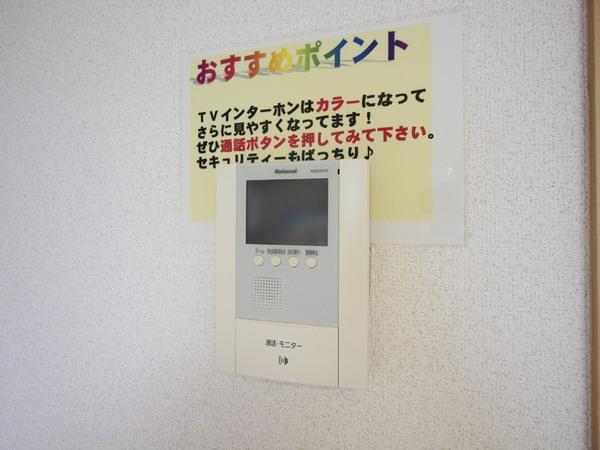 おすすめポイント
TVインターホンはカラーになって
さらに見やすくなってます！
ぜひ通話ボタンを押してみて下さい。
セキュリティーもばっちり♪
National
ズーム
通話・モニター